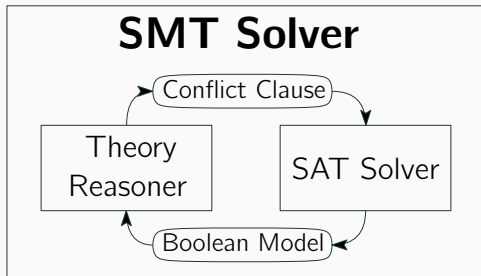 SMT Solver
Conflict Clause
Theory
Reasoner
SAT Solver
Boolean Model